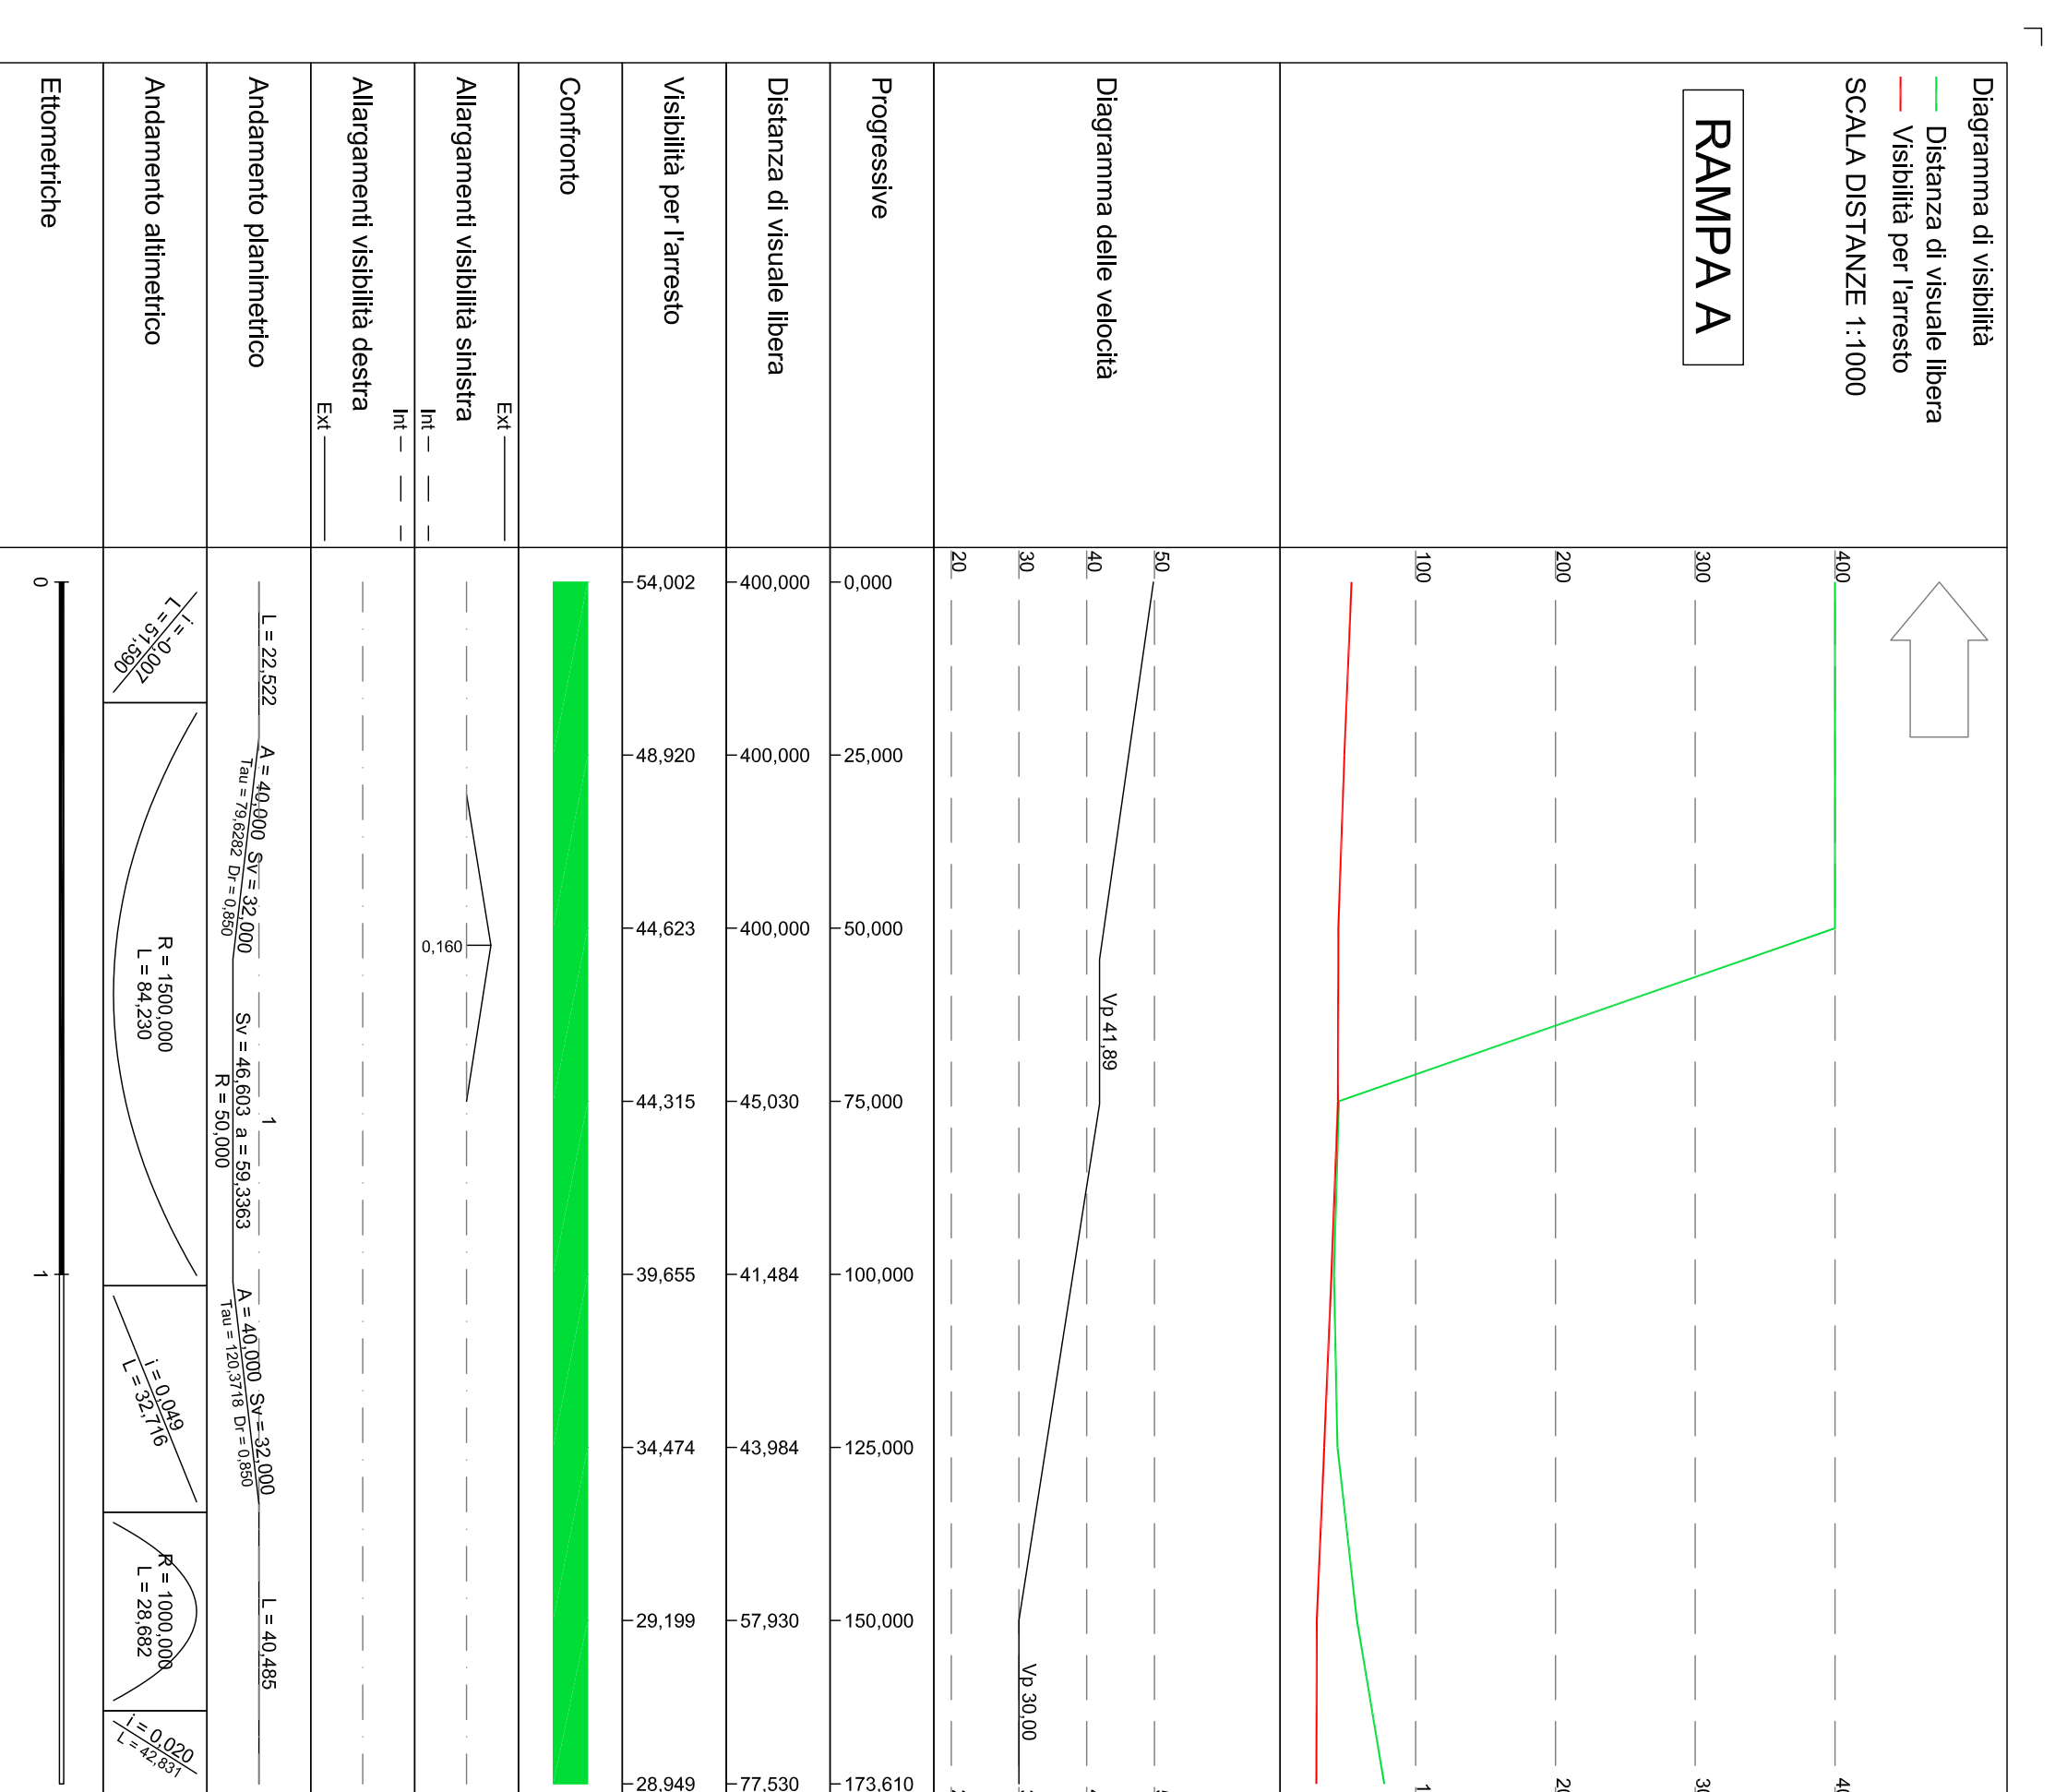 Diagramma di visibilità
Distanza di visuale libera
Visibilità per l'arresto
SCALA DISTANZE 1:1000
RAMPA A
400
300
200
100
Diagramma delle velocità
50
40
30
20
Vp 41,89
Vp 30,00
Progressive
0,000
25,000
50,000
75,000
100,000
125,000
150,000
173,610
Distanza di visuale libera
400,000
400,000
400,000
45,030
41,484
43,984
57,930
77,530
Visibilità per l'arresto
54,002
48,920
44,623
44,315
39,655
34,474
29,199
28,949
Confronto
Allargamenti visibilità sinistra
Ext
Int
0,160
Allargamenti visibilità destra
Int
Ext
Andamento planimetrico
L = 22,522
A = 40,000 Sv = 32,000
Tau = 79,6282 Dr = 0,850
1
Sv = 46,603 a = 59,3363
R = 50,000
A = 40,000 Sv = 32,000
Tau = 120,3718 Dr = 0,850
L = 40,485
Andamento altimetrico
i = -0,007
L = 51,590
R = 1500,000
L = 84,230
i = 0,049
L = 32,716
R = 1000,000
L = 28,682
i = 0,020
L = 42,831
Ettometriche
0
1